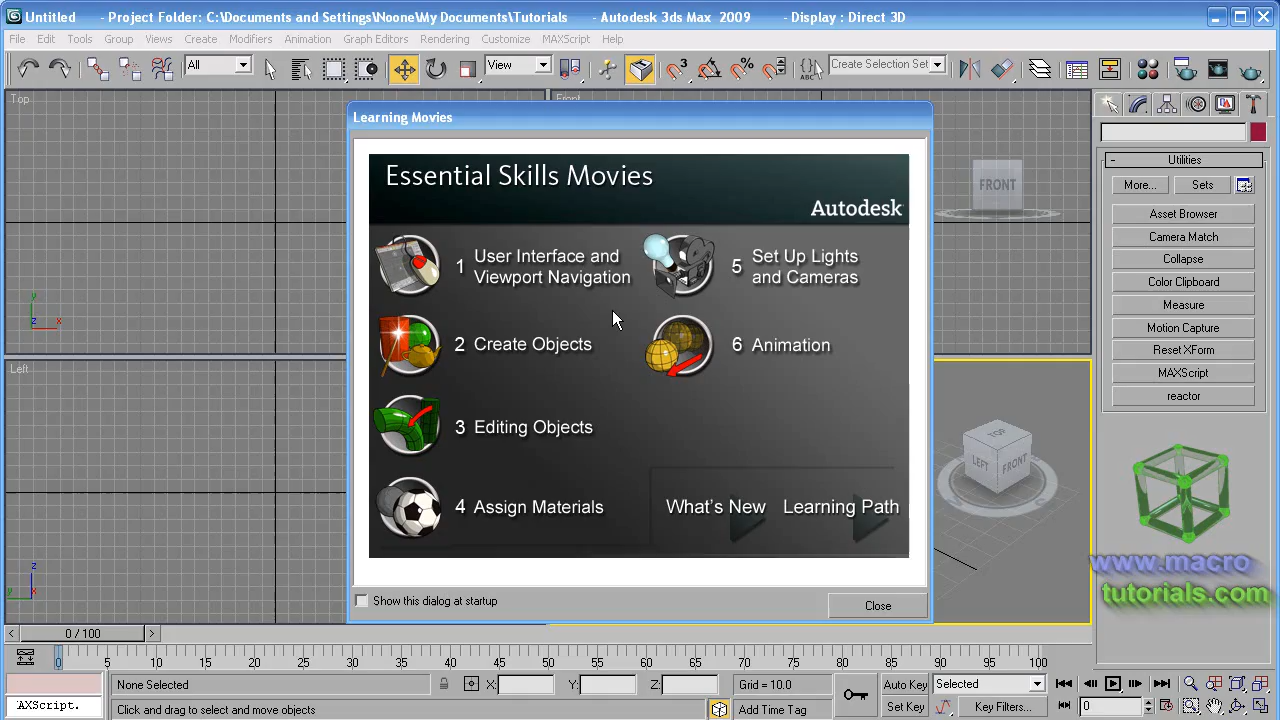 Untitled - Project Folder: C:\Documents and Settings\Noone\My Documents\Tutorials - Autodesk 3ds Max 2009 - Display : Direct 3D
File Edit Tools Group Views Create Modifiers Animation Graph Editors Rendering Customize MAXScript Help
All View 3 Create Selection Set
Top
Front
FRONT
Learning Movies
Essential Skills Movies
Autodesk
1 User Interface and
Viewport Navigation
2 Create Objects
3 Editing Objects
4 Assign Materials
5 Set Up Lights
and Cameras
6 Animation
What's New Learning Path
Show this dialog at startup
Close
y
z x
Left
z
y x
TOP
LEFT FRONT
- Utilities
More... Sets
Asset Browser
Camera Match
Collapse
Color Clipboard
Measure
Motion Capture
Reset XForm
MAXScript
reactor
www.macro
tutorials.com
< 0 / 100 >
0 5 10 15 20 25 30 35 40 45 50 55 60 65 70 75 80 85 90 95 100
None Selected X: Y: Z: Grid = 10.0 Auto Key Selected
AXScript. Click and drag to select and move objects Add Time Tag Set Key Key Filters... 0